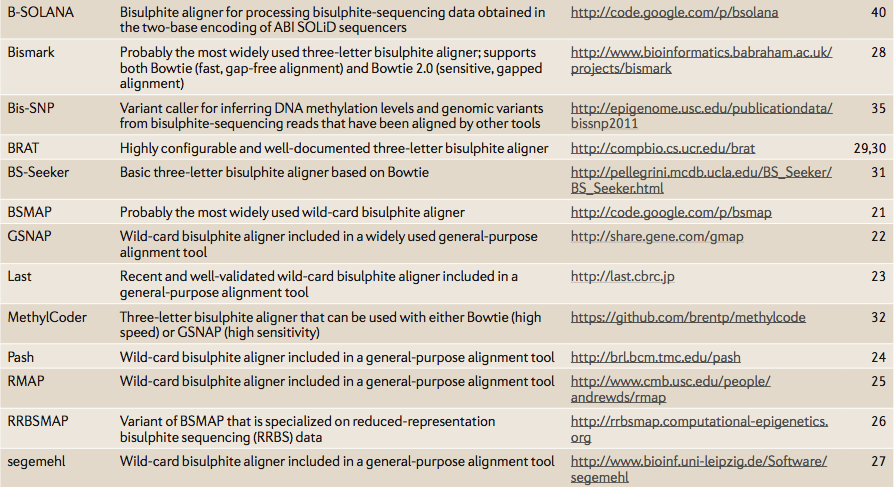 B-SOLANA Bisulphite aligner for processing bisulphite-sequencing data obtained in http://code.google.com/p/bsolana 40
the two-base encoding of ABI SOLiD sequencers
Bismark Probably the most widely used three-letter bisulphite aligner; supports http://www.bioinformatics.babraham.ac.uk/ 28
both Bowtie (fast, gap-free alignment) and Bowtie 2.0 (sensitive, gapped projects/bismark
alignment)
Bis-SNP Variant caller for inferring DNA methylation levels and genomic variants http://epigenome.usc.edu/publicationdata/ 35
from bisulphite-sequencing reads that have been aligned by other tools bissnp2011
BRAT Highly configurable and well-documented three-letter bisulphite aligner http://compbio.cs.ucr.edu/brat 29,30
BS-Seeker Basic three-letter bisulphite aligner based on Bowtie http://pellegrini.mcdb.ucla.edu/BS_Seeker/ 31
BS_Seeker.html
BSMAP Probably the most widely used wild-card bisulphite aligner http://code.google.com/p/bsmap 21
GSNAP Wild-card bisulphite aligner included in a widely used general-purpose http://share.gene.com/gmap 22
alignment tool
Last Recent and well-validated wild-card bisulphite aligner included in a http://last.cbrc.jp 23
general-purpose alignment tool
MethylCoder Three-letter bisulphite aligner that can be used with either Bowtie (high https://github.com/brentp/methylcode 32
speed) or GSNAP (high sensitivity)
Pash Wild-card bisulphite aligner included in a general-purpose alignment tool http://brl.bcm.tmc.edu/pash 24
RMAP Wild-card bisulphite aligner included in a general-purpose alignment tool http://www.cmb.usc.edu/people/ 25
andrewds/rmap
RRBSMAP Variant of BSMAP that is specialized on reduced-representation http://rrbsmap.computational-epigenetics. 26
bisulphite sequencing (RRBS) data org
segemehl Wild-card bisulphite aligner included in a general-purpose alignment tool http://www.bioinf.uni-leipzig.de/Software/ 27
segemehl